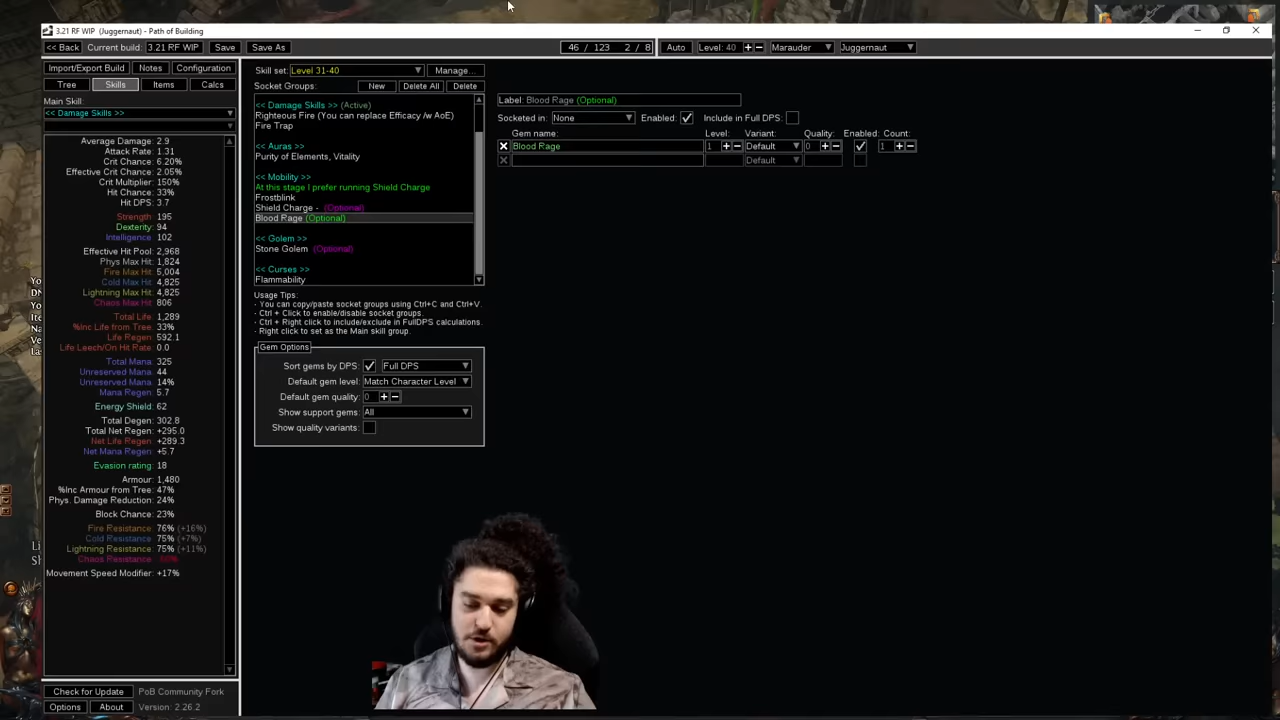 3.21 RF WIP (Juggernaut) - Path of Building
<< Back Current build: 3.21 RF WIP Save Save As 46 / 123 2 / 8 Auto Level: 40 Marauder Juggernaut
Import/Export Build Notes Configuration
Tree Skills Items Calcs
Main Skill:
<< Damage Skills >>
Average Damage: 2.9
Attack Rate: 1.31
Crit Chance: 6.20%
Effective Crit Chance: 2.05%
Crit Multiplier: 150%
Hit Chance: 33%
Hit DPS: 3.7
Strength: 195
Dexterity: 94
Intelligence: 102
Effective Hit Pool: 2,968
Phys Max Hit: 1,824
Fire Max Hit: 5,004
Cold Max Hit: 4,825
Lightning Max Hit: 4,825
Chaos Max Hit: 806
Total Life: 1,289
%Inc Life from Tree: 33%
Life Regen: 592.1
Life Leech/On Hit Rate: 0.0
Total Mana: 325
Unreserved Mana: 44
Unreserved Mana: 14%
Mana Regen: 5.7
Energy Shield: 62
Total Degen: 302.8
Total Net Regen: +295.0
Net Life Regen: +289.3
Net Mana Regen: +5.7
Evasion rating: 18
Armour: 1,480
%Inc Armour from Tree: 47%
Phys. Damage Reduction: 24%
Block Chance: 23%
Fire Resistance: 76% (+16%)
Cold Resistance: 75% (+7%)
Lightning Resistance: 75% (+11%)
Chaos Resistance:
Movement Speed Modifier: +17%
Check for Update PoB Community Fork
Options About Version: 2.26.2
Skill set: Level 31-40 Manage...
Socket Groups: New Delete All Delete
<< Damage Skills >> (Active)
Righteous Fire (You can replace Efficacy /w AoE)
Fire Trap
<< Auras >>
Purity of Elements, Vitality
<< Mobility >>
At this stage I prefer running Shield Charge
Frostblink
Shield Charge - (Optional)
Blood Rage (Optional)
<< Golem >>
Stone Golem (Optional)
<< Curses >>
Flammability
Usage Tips:
- You can copy/paste socket groups using Ctrl+C and Ctrl+V.
- Ctrl + Click to enable/disable socket groups.
- Ctrl + Right click to include/exclude in FullDPS calculations.
- Right click to set as the Main skill group.
Gem Options
Sort gems by DPS: Full DPS
Default gem level: Match Character Level
Default gem quality: 0
Show support gems: All
Show quality variants:
Label: Blood Rage (Optional)
Socketed in: None Enabled: Include in Full DPS:
Gem name: Level: Variant: Quality: Enabled: Count:
Blood Rage 1 Default 0 1
Default